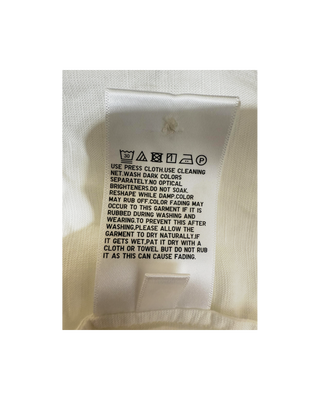 30 P
USE PRESS CLOTH.USE CLEANING
NET.WASH DARK COLORS
SEPARATELY.NO OPTICAL
BRIGHTENERS.DO NOT SOAK.
RESHAPE WHILE DAMP.COLOR
MAY RUB OFF.COLOR FADING MAY
OCCUR TO THIS GARMENT IF IT IS
RUBBED DURING WASHING AND
WEARING.TO PREVENT THIS AFTER
WASHING,PLEASE ALLOW THE
GARMENT TO DRY NATURALLY.IF
IT GETS WET,PAT IT DRY WITH A
CLOTH OR TOWEL BUT DO NOT RUB
IT AS THIS CAN CAUSE FADING.